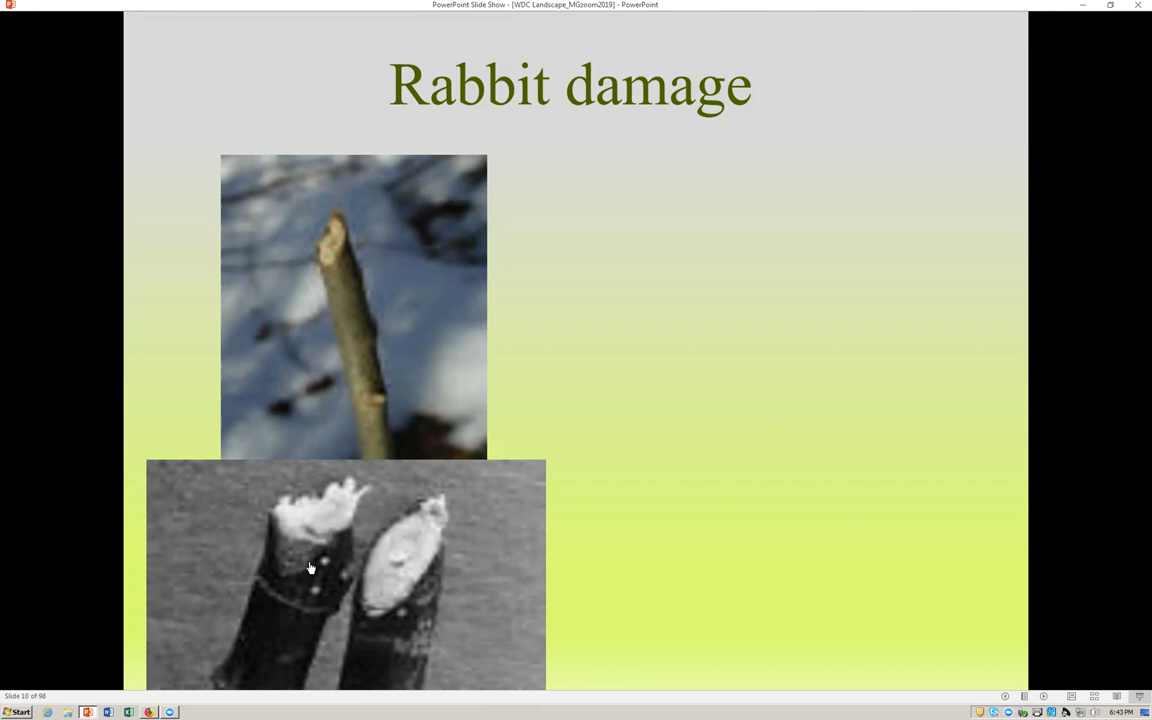 PowerPoint Slide Show - [WDC Landscape_MGzoom2019] - PowerPoint
Rabbit damage
Slide 10 of 98
Start
6:43 PM